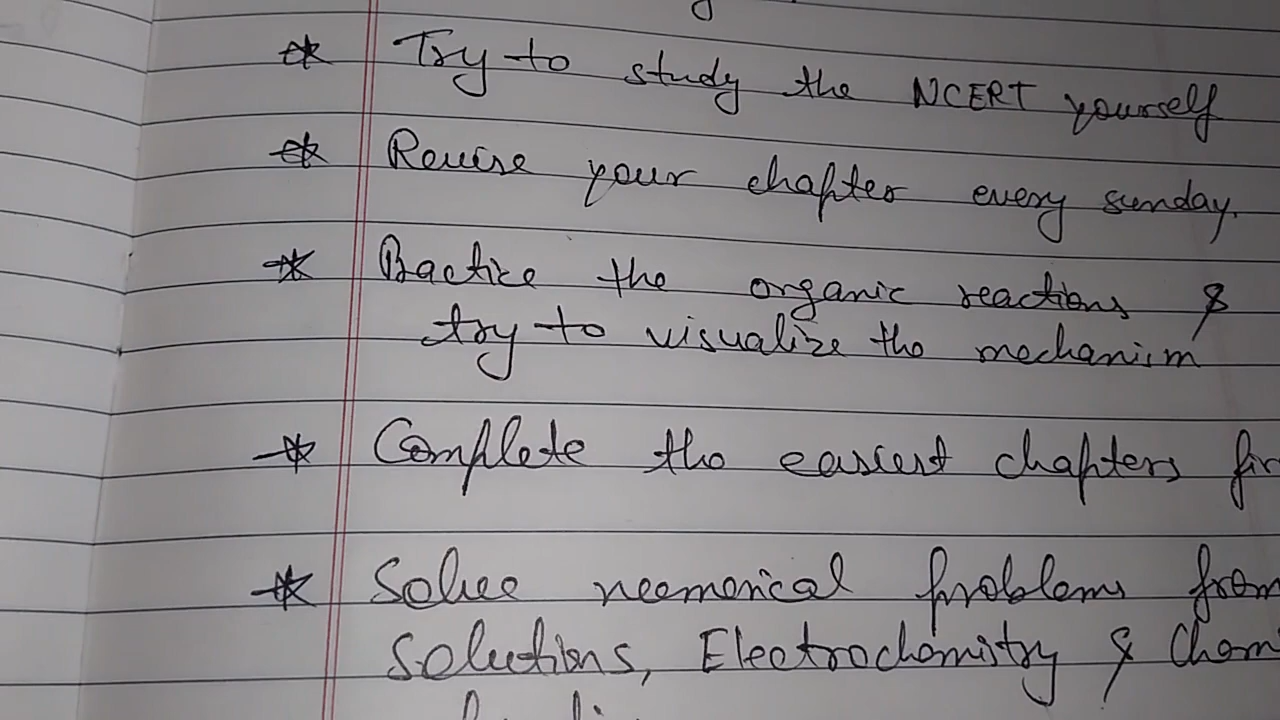 * Try to study the NCERT yourself
* Revise your chapter every sunday.
* Practice the organic reactions &
try to visualize the mechanism
* Complete the easiest chapters
* Solve numerical problems from
Solutions, Electrochemistry &